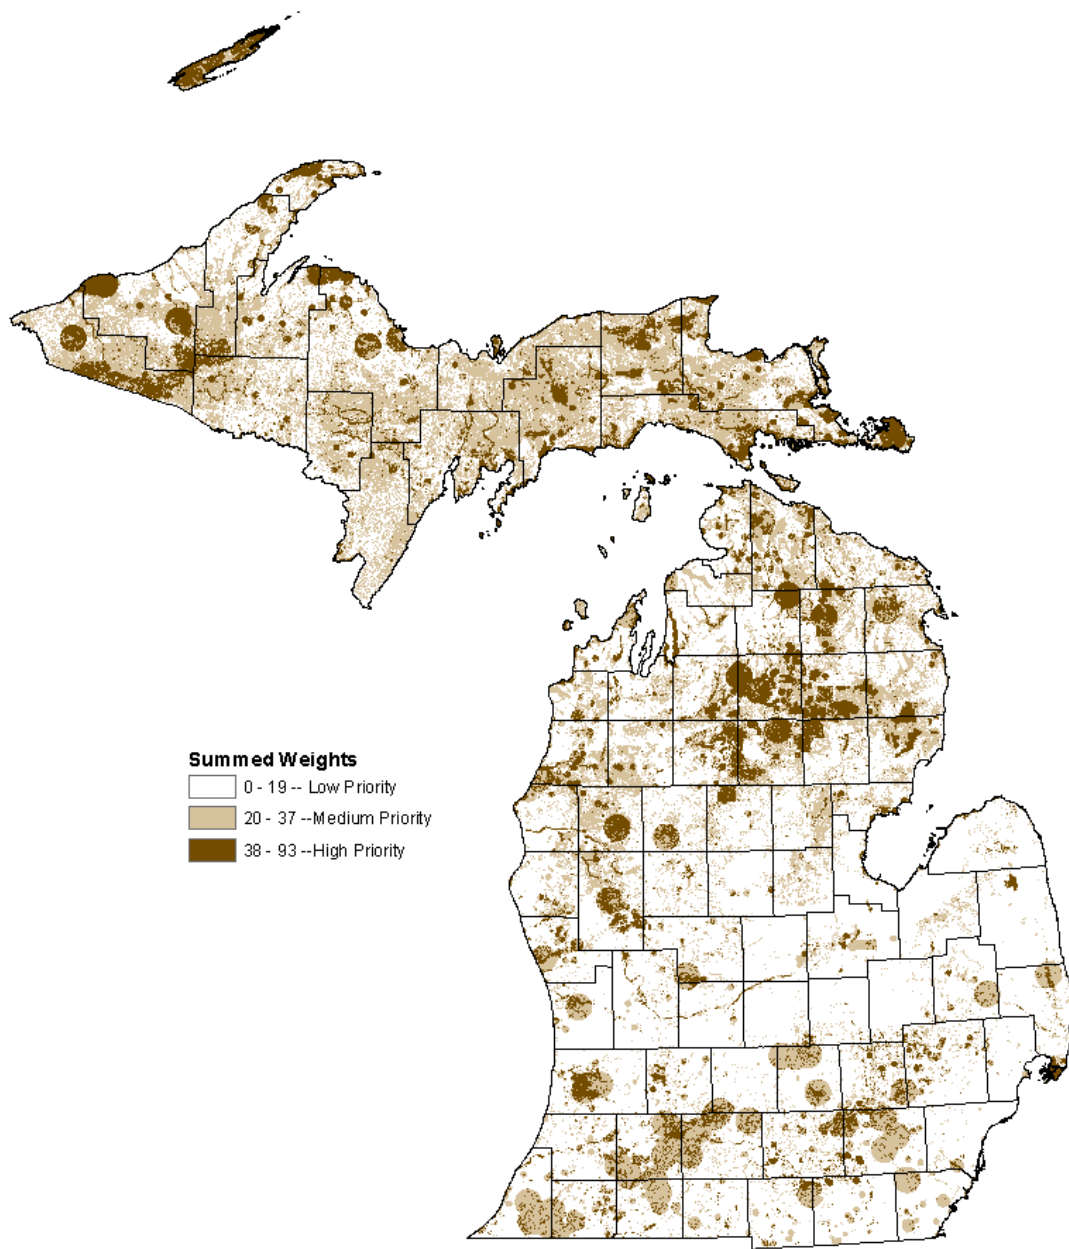 Summed Weights
0 - 19 -- Low Priority
20 - 37 --Medium Priority
38 - 93 --High Priority